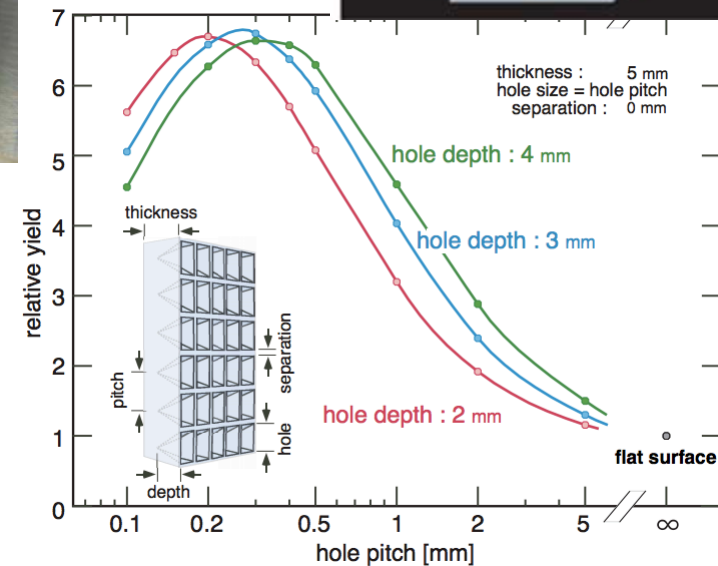 7
6
5
4
3
2
1
0
relative yield
thickness :  5 mm
hole size = hole pitch
separation :  0 mm
hole depth : 4 mm
hole depth : 3 mm
hole depth : 2 mm
thickness
pitch
separation
hole
depth
flat surface
0.1 0.2 0.5 1 2 5 ∞
hole pitch [mm]